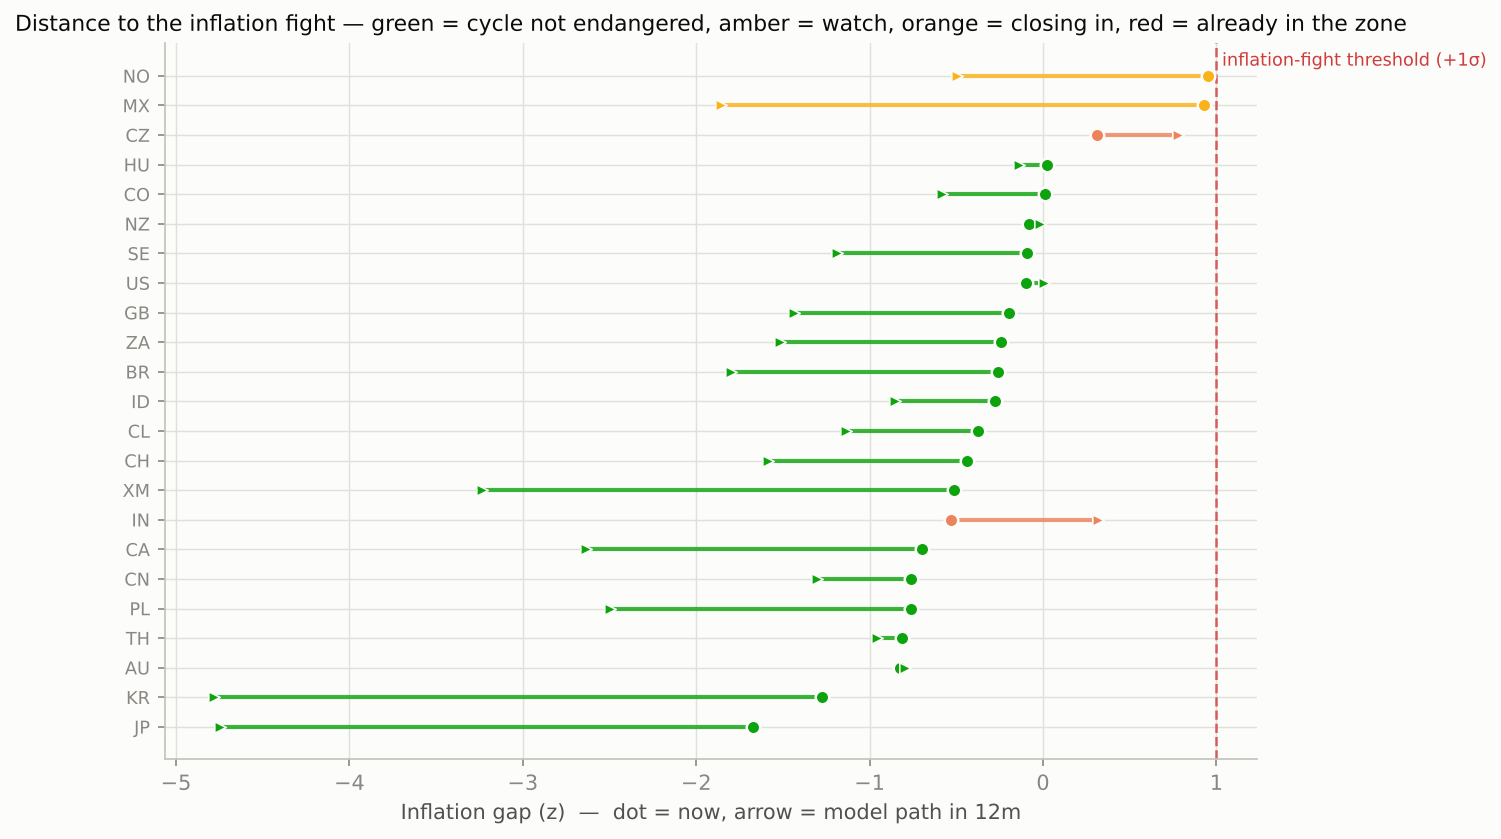 Distance to the inflation fight — green = cycle not endangered, amber = watch, orange = closing in, red = already in the zone
inflation-fight threshold (+1σ)
NO
MX
CZ
HU
CO
NZ
SE
US
GB
ZA
BR
ID
CL
CH
XM
IN
CA
CN
PL
TH
AU
KR
JP
−5 −4 −3 −2 −1 0 1
Inflation gap (z) — dot = now, arrow = model path in 12m